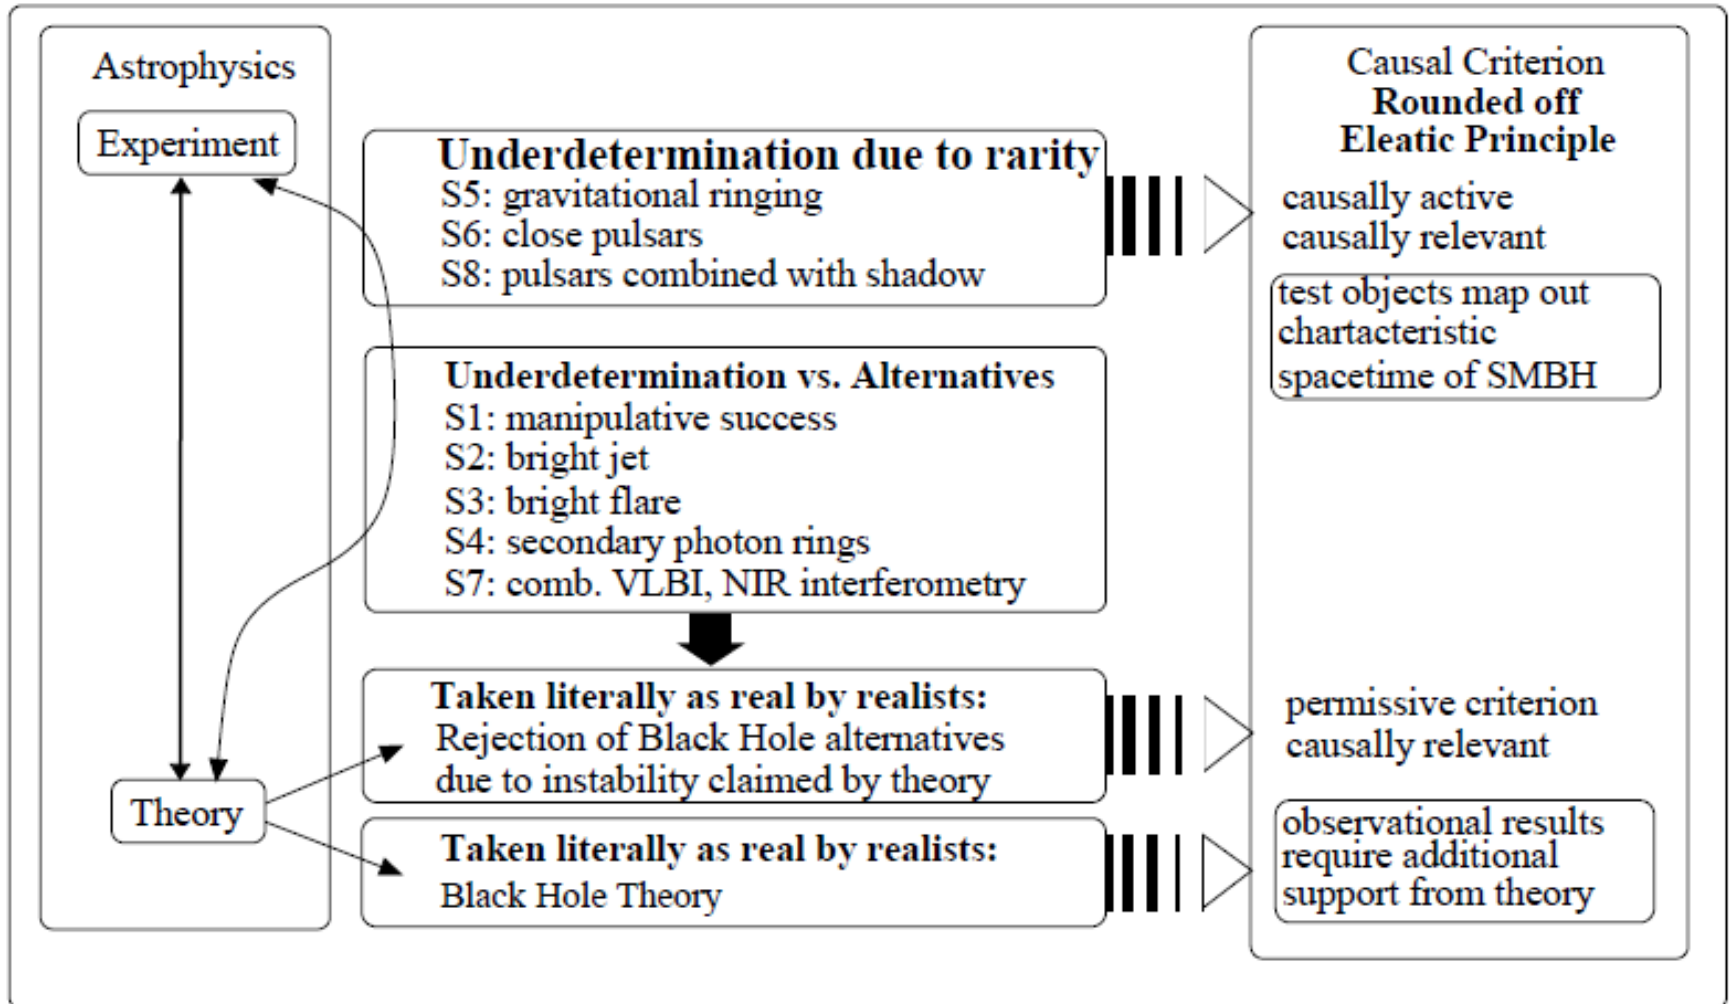 Astrophysics
Experiment
Theory
Underdetermination due to rarity
S5: gravitational ringing
S6: close pulsars
S8: pulsars combined with shadow
Underdetermination vs. Alternatives
S1: manipulative success
S2: bright jet
S3: bright flare
S4: secondary photon rings
S7: comb. VLBI, NIR interferometry
Taken literally as real by realists:
Rejection of Black Hole alternatives
due to instability claimed by theory
Taken literally as real by realists:
Black Hole Theory
Causal Criterion
Rounded off
Eleatic Principle
causally active
causally relevant
test objects map out
chartacteristic
spacetime of SMBH
permissive criterion
causally relevant
observational results
require additional
support from theory